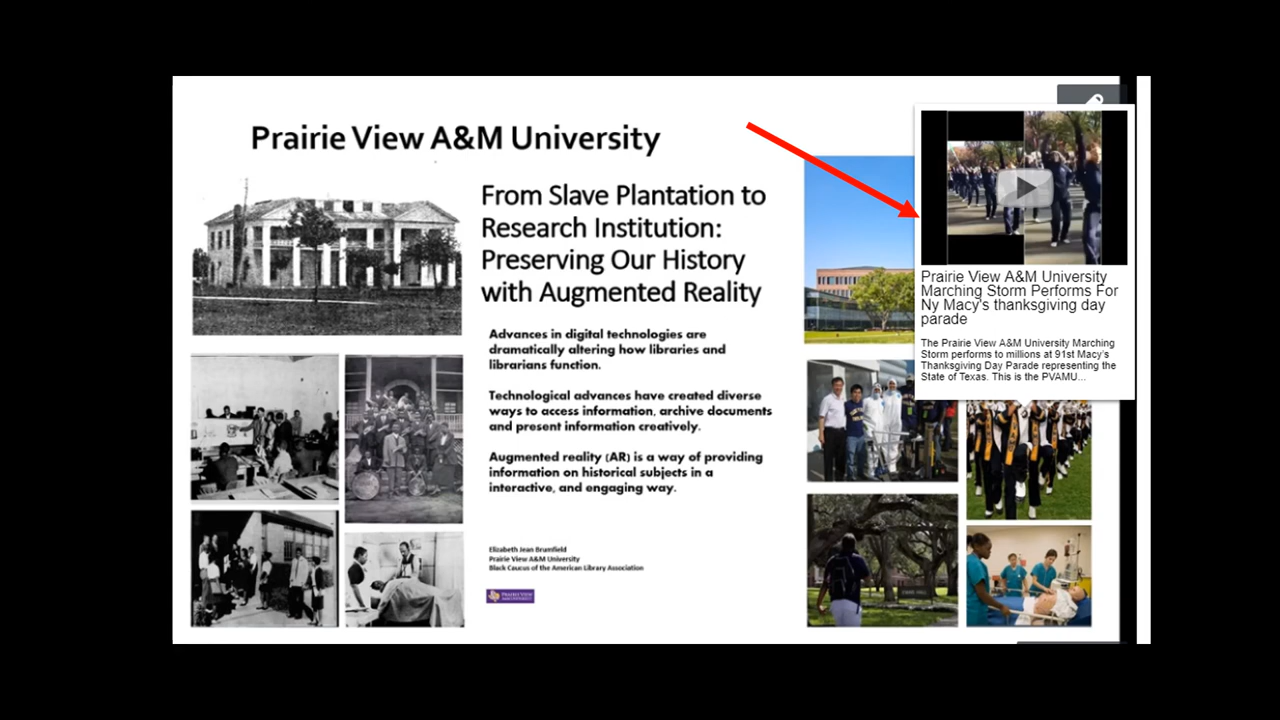 Prairie View A&M University
From Slave Plantation to
Research Institution:
Preserving Our History
with Augmented Reality
Advances in digital technologies are
dramatically altering how libraries and
librarians function.
Technological advances have created diverse
ways to access information, archive documents
and present information creatively.
Augmented reality (AR) is a way of providing
information on historical subjects in a
interactive, and engaging way.
Elizabeth Jean Brumfield
Prairie View A&M University
Black Caucus of the American Library Association
PRAIRIE VIEW
Prairie View A&M University
Marching Storm Performs For
Ny Macy's thanksgiving day
parade
The Prairie View A&M University Marching
Storm performs to millions at 91st Macy's
Thanksgiving Day Parade representing the
State of Texas. This is the PVAMU...